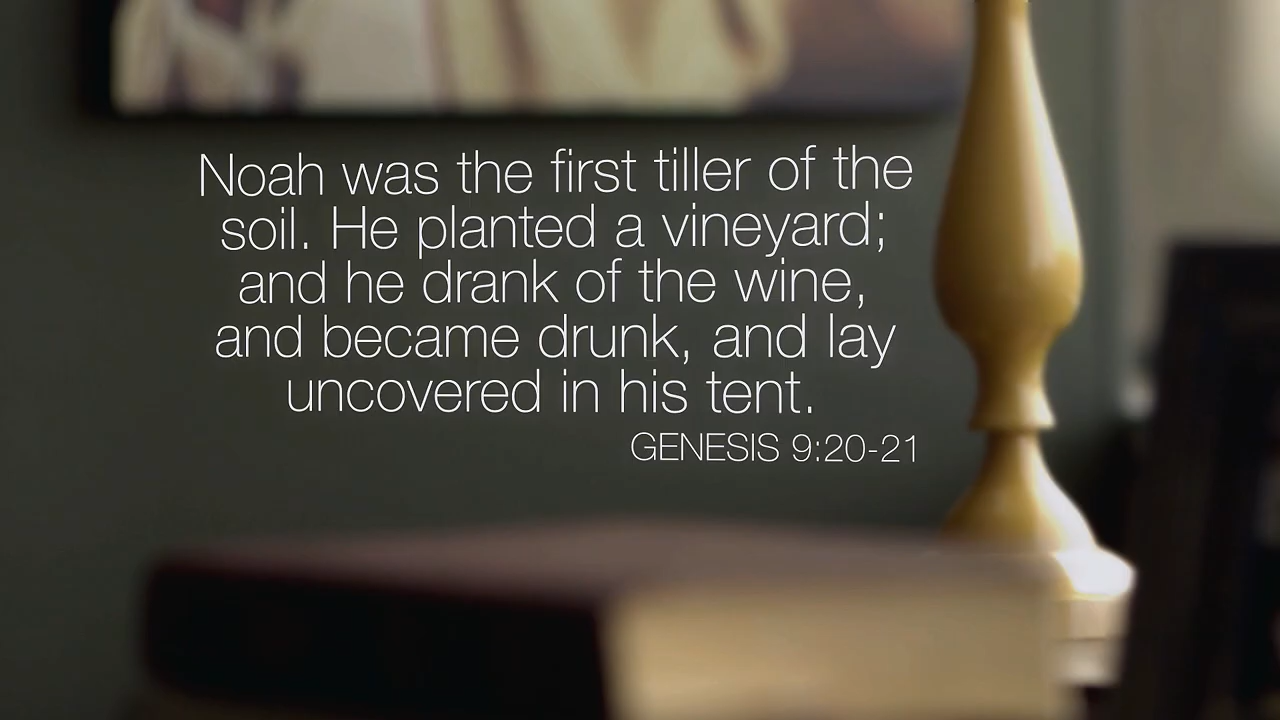 Noah was the first tiller of the
soil. He planted a vineyard;
and he drank of the wine,
and became drunk, and lay
uncovered in his tent.
GENESIS 9:20-21